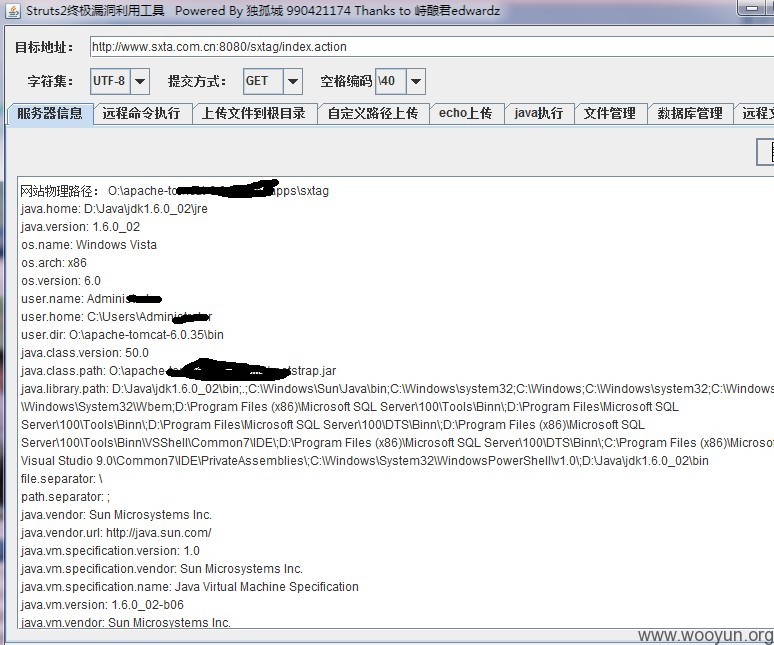 Struts2终极漏洞利用工具 Powered By 独孤城 990421174 Thanks to 峙酿君edwardz
目标地址: http://www.sxta.com.cn:8080/sxtag/index.action
字符集: UTF-8 提交方式: GET 空格编码 \40
服务器信息 远程命令执行 上传文件到根目录 自定义路径上传 echo上传 java执行 文件管理 数据库管理 远程文
网站物理路径: O:\apache-to apps\sxtag
java.home: D:\Java\jdk1.6.0_02\jre
java.version: 1.6.0_02
os.name: Windows Vista
os.arch: x86
os.version: 6.0
user.name: Adminis
user.home: C:\Users\Administrator
user.dir: O:\apache-tomcat-6.0.35\bin
java.class.version: 50.0
java.class.path: O:\apache- tstrap.jar
java.library.path: D:\Java\jdk1.6.0_02\bin;.;C:\Windows\Sun\Java\bin;C:\Windows\system32;C:\Windows;C:\Windows\system32;C:\Windows;C:
\Windows\System32\Wbem;D:\Program Files (x86)\Microsoft SQL Server\100\Tools\Binn\;D:\Program Files\Microsoft SQL
Server\100\Tools\Binn\;D:\Program Files\Microsoft SQL Server\100\DTS\Binn\;D:\Program Files (x86)\Microsoft SQL
Server\100\Tools\Binn\VSShell\Common7\IDE\;D:\Program Files (x86)\Microsoft SQL Server\100\DTS\Binn\;C:\Program Files (x86)\Microsoft
Visual Studio 9.0\Common7\IDE\PrivateAssemblies\;C:\Windows\System32\WindowsPowerShell\v1.0\;D:\Java\jdk1.6.0_02\bin
file.separator: \
path.separator: ;
java.vendor: Sun Microsystems Inc.
java.vendor.url: http://java.sun.com/
java.vm.specification.version: 1.0
java.vm.specification.vendor: Sun Microsystems Inc.
java.vm.specification.name: Java Virtual Machine Specification
java.vm.version: 1.6.0_02-b06
java.vm.vendor: Sun Microsystems Inc.
www.wooyun.org